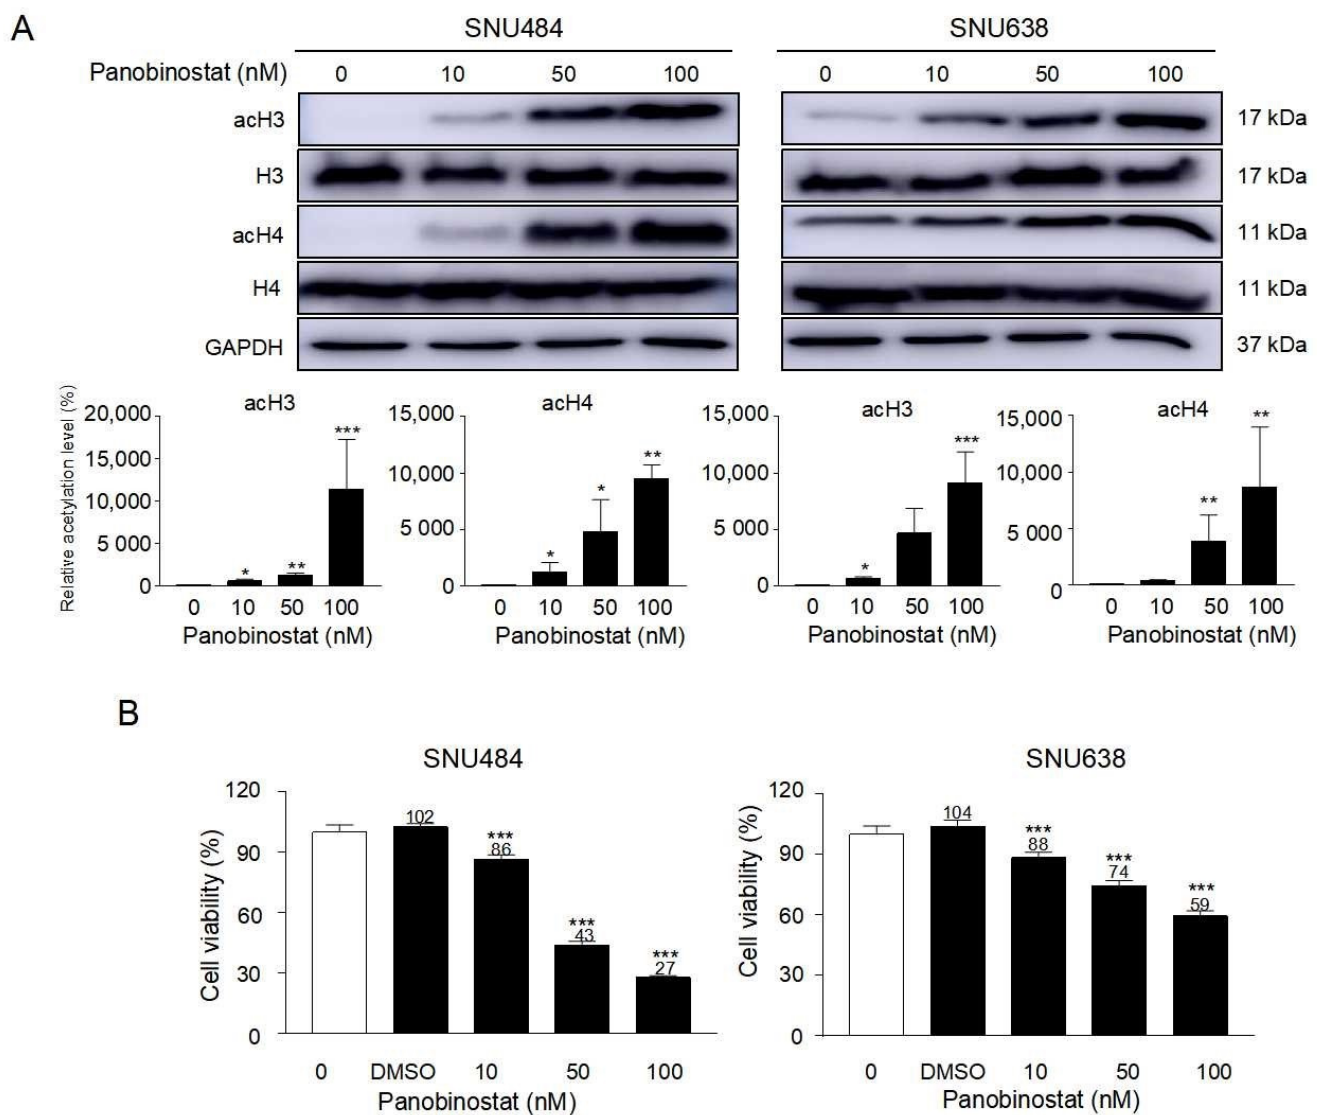 A
SNU484 SNU638
Panobinostat (nM) 0 10 50 100 0 10 50 100
acH3 17 kDa
H3 17 kDa
acH4 11 kDa
H4 11 kDa
GAPDH 37 kDa
Relative acetylation level (%)
acH3
20,000
15,000
10,000
5 000
0
* ** ***
0 10 50 100
Panobinostat (nM)
acH4
15,000
10,000
5 000
0
* * **
0 10 50 100
Panobinostat (nM)
acH3
15,000
10,000
5 000
0
* ***
0 10 50 100
Panobinostat (nM)
acH4
15,000
10,000
5 000
0
** **
0 10 50 100
Panobinostat (nM)
B
SNU484
Cell viability (%)
120
90
60
30
0
102
***
86
***
43
***
27
0 DMSO 10 50 100
Panobinostat (nM)
SNU638
Cell viability (%)
120
90
60
30
0
104
***
88
***
74
***
59
0 DMSO 10 50 100
Panobinostat (nM)